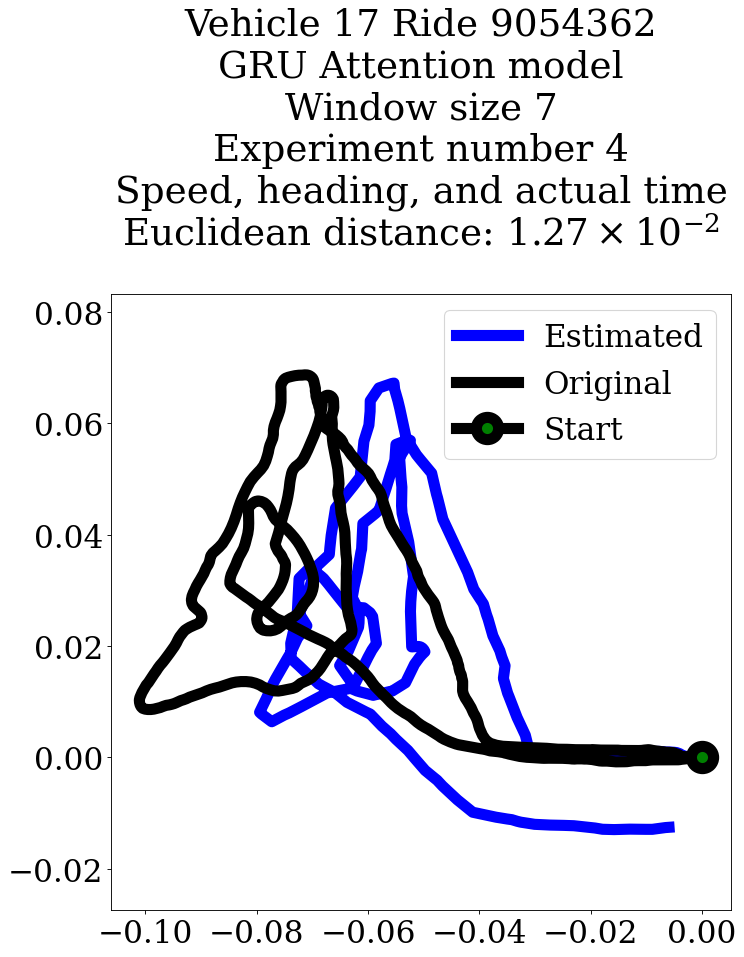 Vehicle 17 Ride 9054362
GRU Attention model
Window size 7
Experiment number 4
Speed, heading, and actual time
Euclidean distance: 1.27 × 10⁻²
0.08
0.06
0.04
0.02
0.00
−0.02
Estimated
Original
Start
−0.10 −0.08 −0.06 −0.04 −0.02 0.00